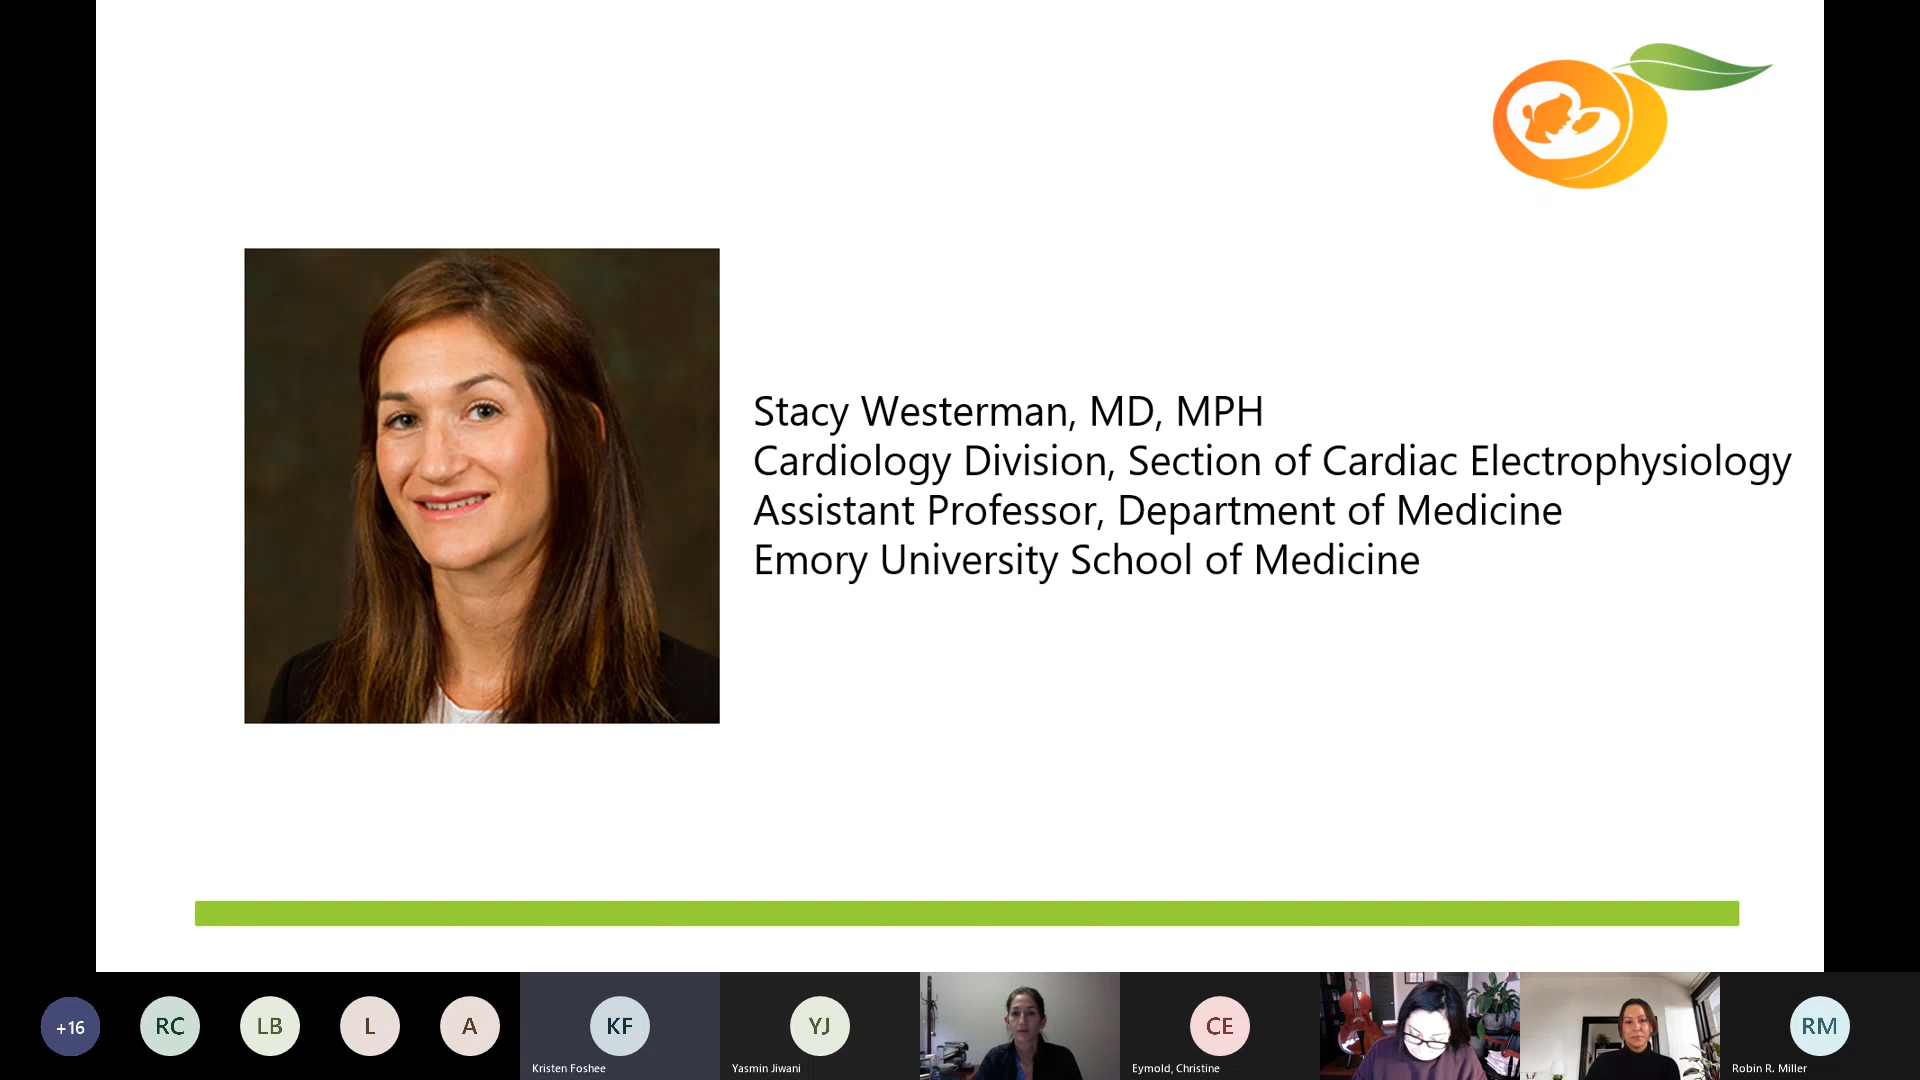 Stacy Westerman, MD, MPH
Cardiology Division, Section of Cardiac Electrophysiology
Assistant Professor, Department of Medicine
Emory University School of Medicine
+16
RC
LB
L
A
KF
YJ
CE
RM
Kristen Foshee
Yasmin Jiwani
Eymold, Christine
Robin R. Miller